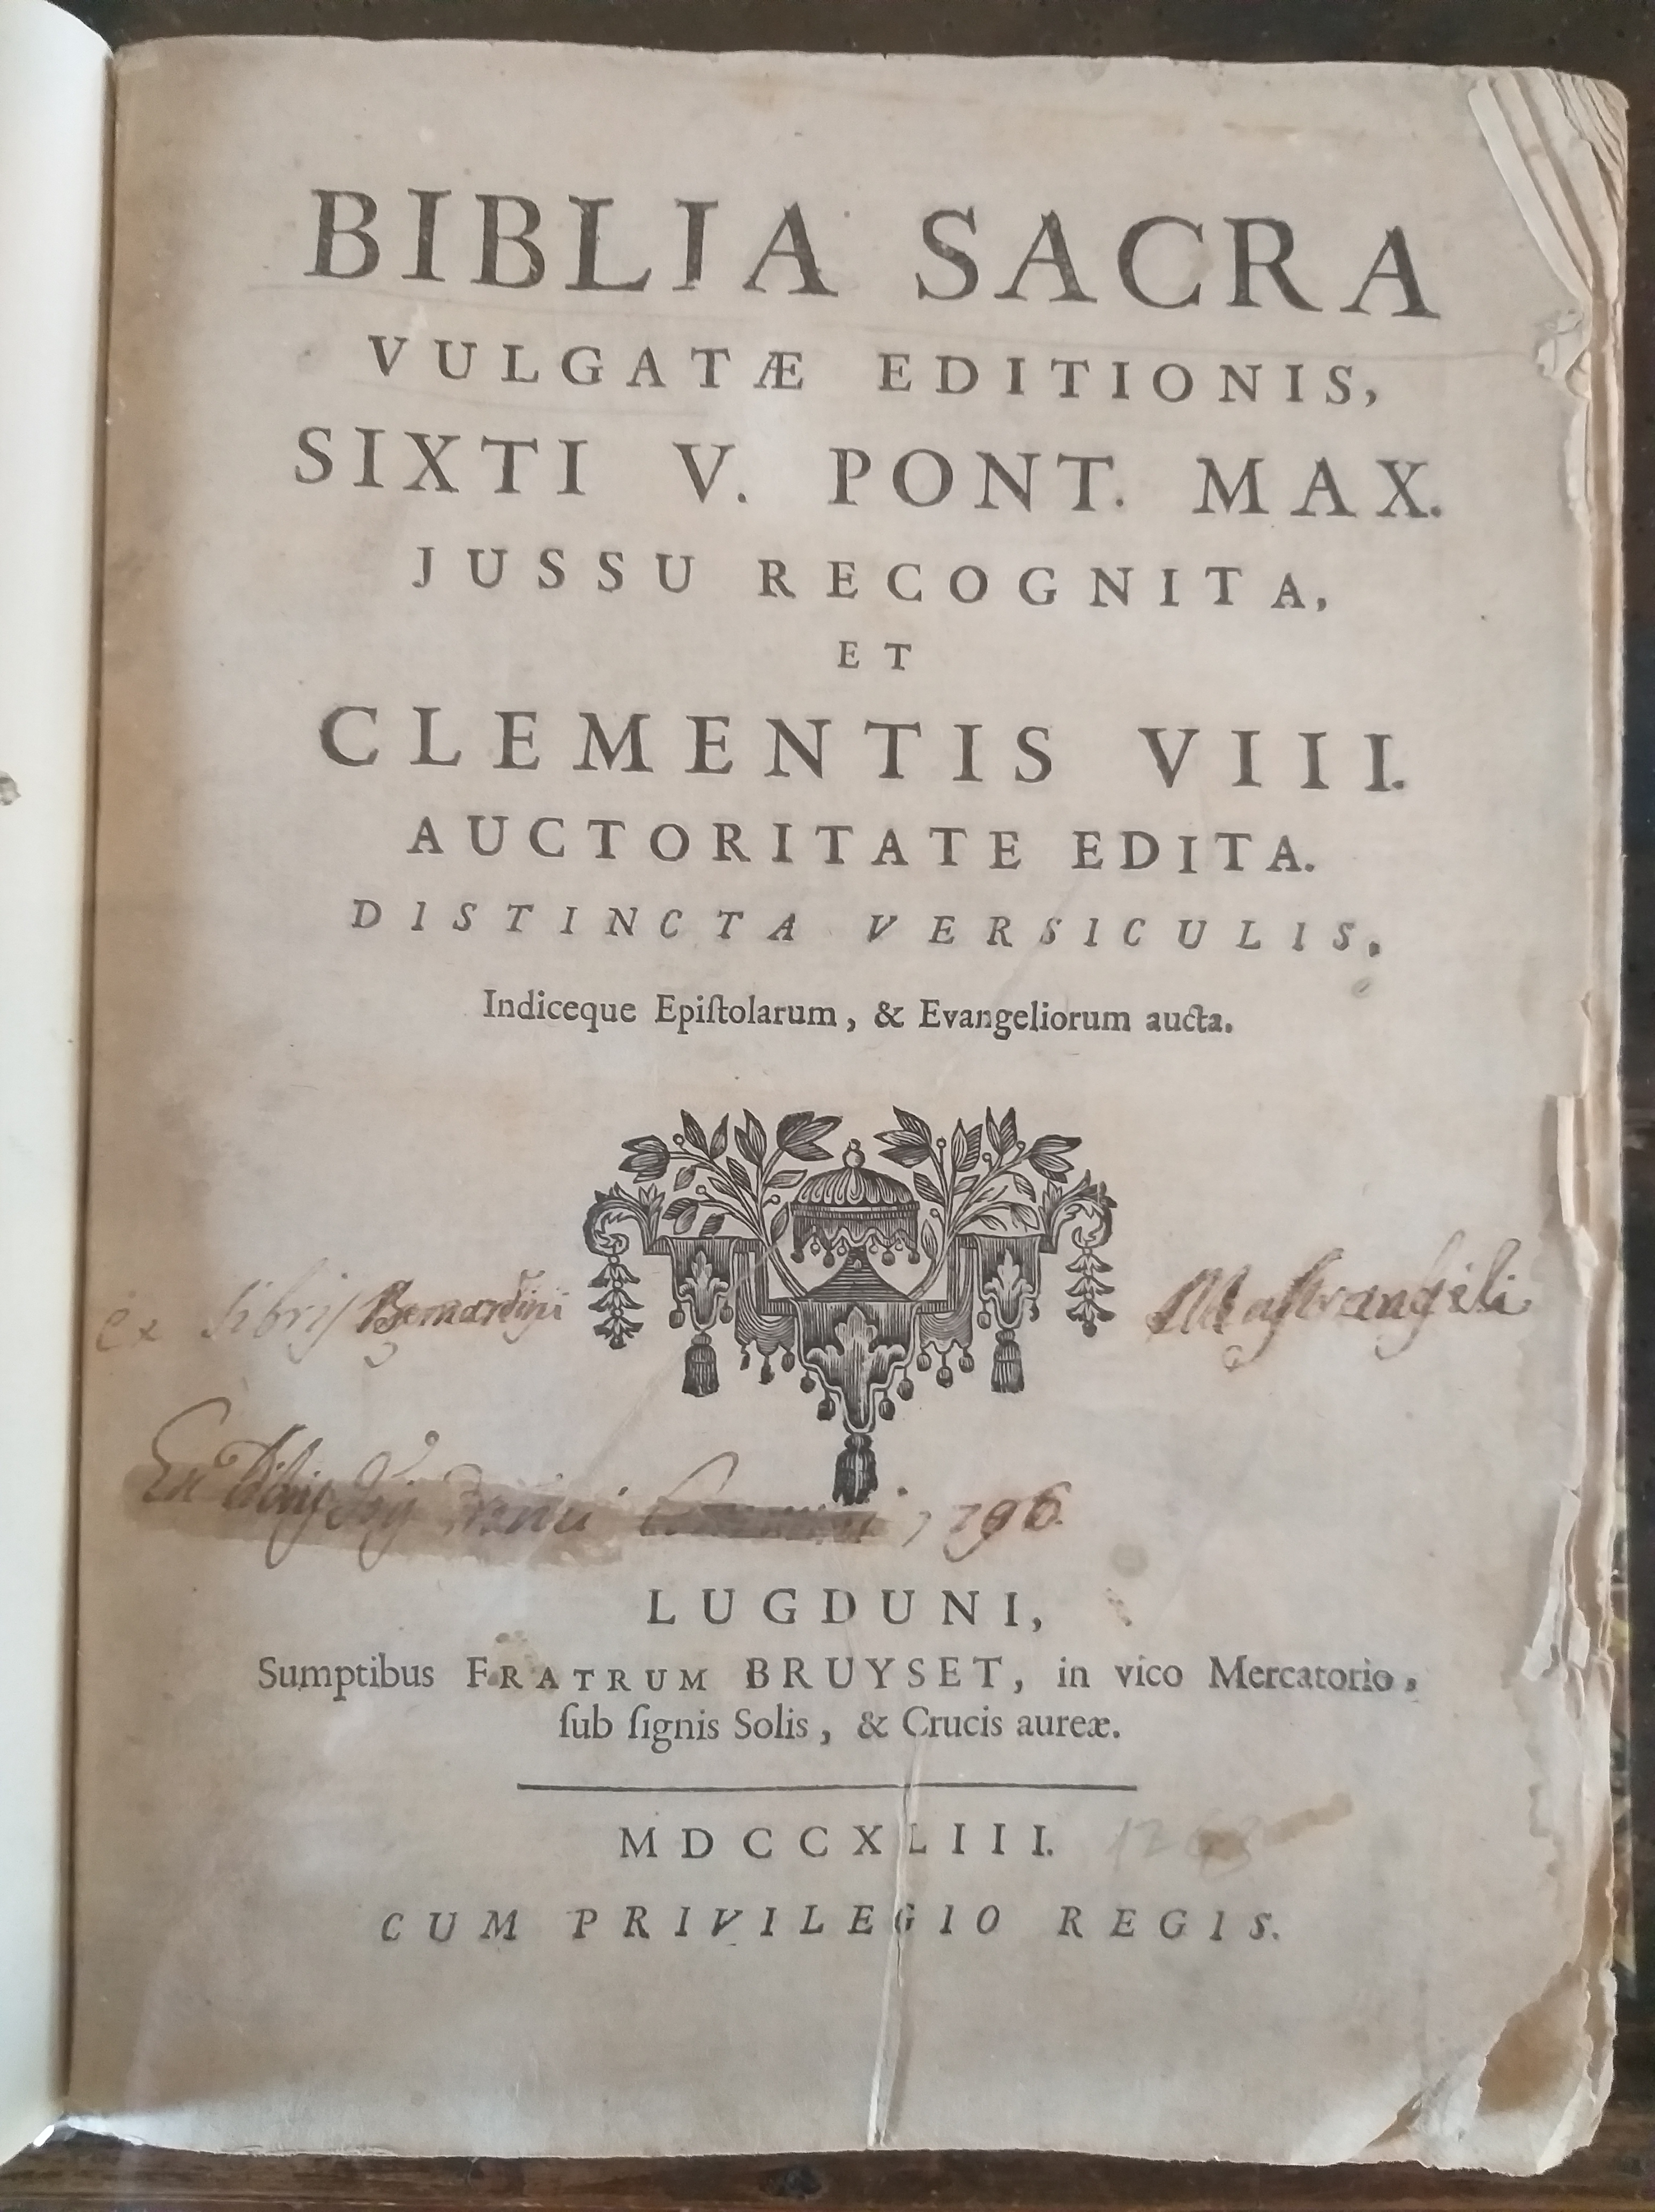 BIBLIA SACRA
VULGATÆ EDITIONIS,
SIXTI V. PONT. MAX.
JUSSU RECOGNITA,
ET
CLEMENTIS VIII.
AUCTORITATE EDITA.
DISTINCTA VERSICULIS,
Indiceque Epiſtolarum, & Evangeliorum aucta.
ex libris Bernardini Maſtrangeli
1796.
LUGDUNI,
Sumptibus FRATRUM BRUYSET, in vico Mercatorio,
ſub ſignis Solis, & Crucis aureæ.
MDCCXLIII.
CUM PRIVILEGIO REGIS.